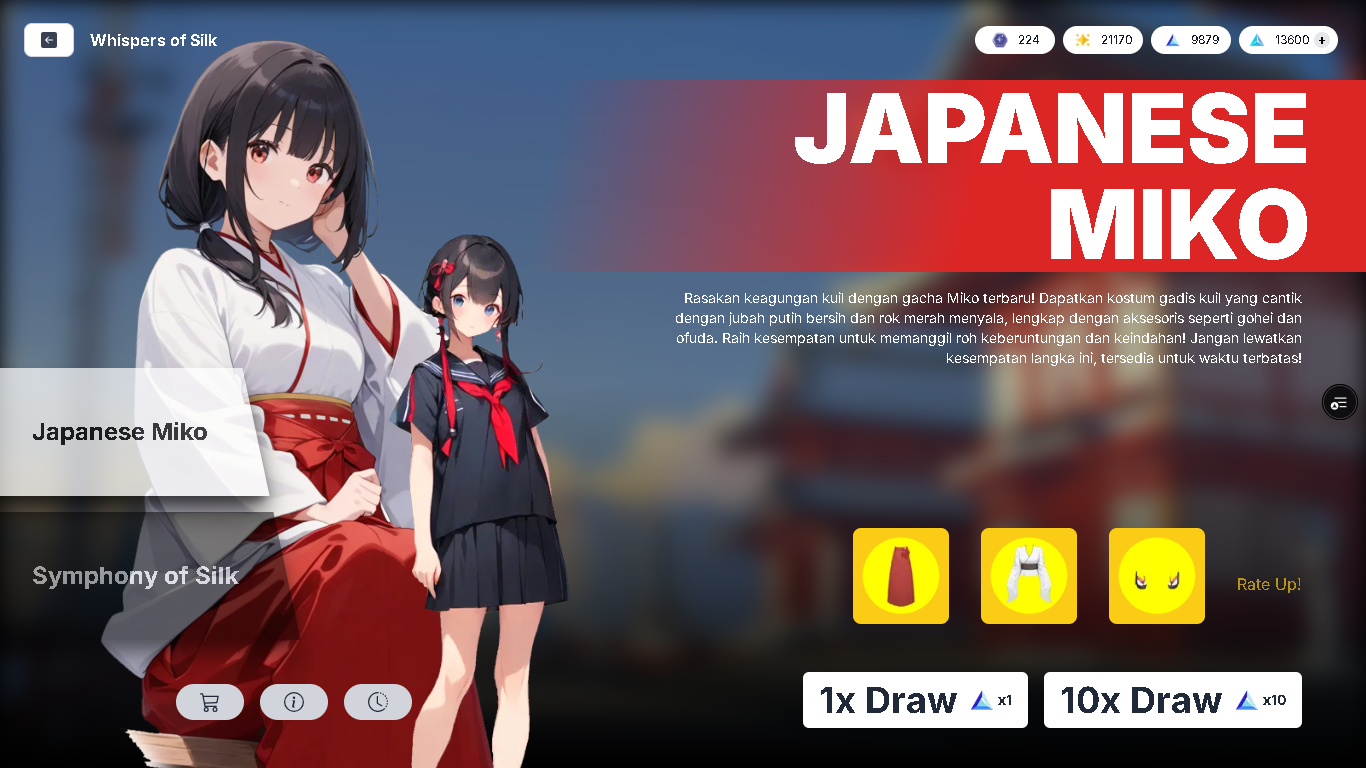 Whispers of Silk
224
21170
9879
13600 +
JAPANESE
MIKO
Rasakan keagungan kuil dengan gacha Miko terbaru! Dapatkan kostum gadis kuil yang cantik
dengan jubah putih bersih dan rok merah menyala, lengkap dengan aksesoris seperti gohei dan
ofuda. Raih kesempatan untuk memanggil roh keberuntungan dan keindahan! Jangan lewatkan
kesempatan langka ini, tersedia untuk waktu terbatas!
Japanese Miko
Symphony of Silk
Rate Up!
1x Draw x1
10x Draw x10